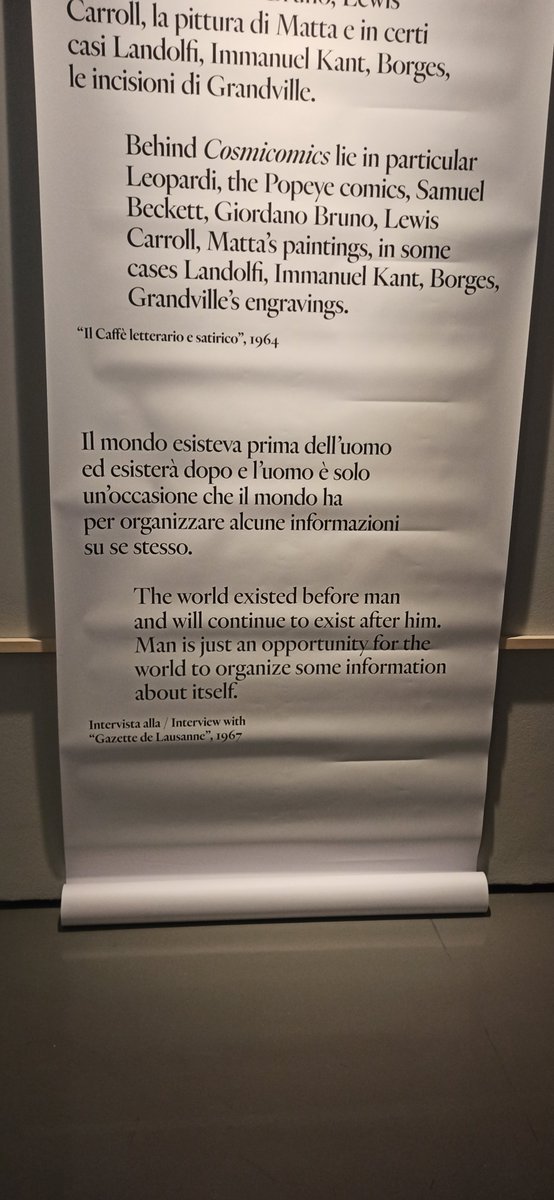 Carroll, la pittura di Matta e in certi
casi Landolfi, Immanuel Kant, Borges,
le incisioni di Grandville.
Behind Cosmicomics lie in particular
Leopardi, the Popeye comics, Samuel
Beckett, Giordano Bruno, Lewis
Carroll, Matta's paintings, in some
cases Landolfi, Immanuel Kant, Borges,
Grandville's engravings.
“Il Caffè letterario e satirico”, 1964
Il mondo esisteva prima dell'uomo
ed esisterà dopo e l'uomo è solo
un'occasione che il mondo ha
per organizzare alcune informazioni
su se stesso.
The world existed before man
and will continue to exist after him.
Man is just an opportunity for the
world to organize some information
about itself.
Intervista alla / Interview with
“Gazette de Lausanne”, 1967